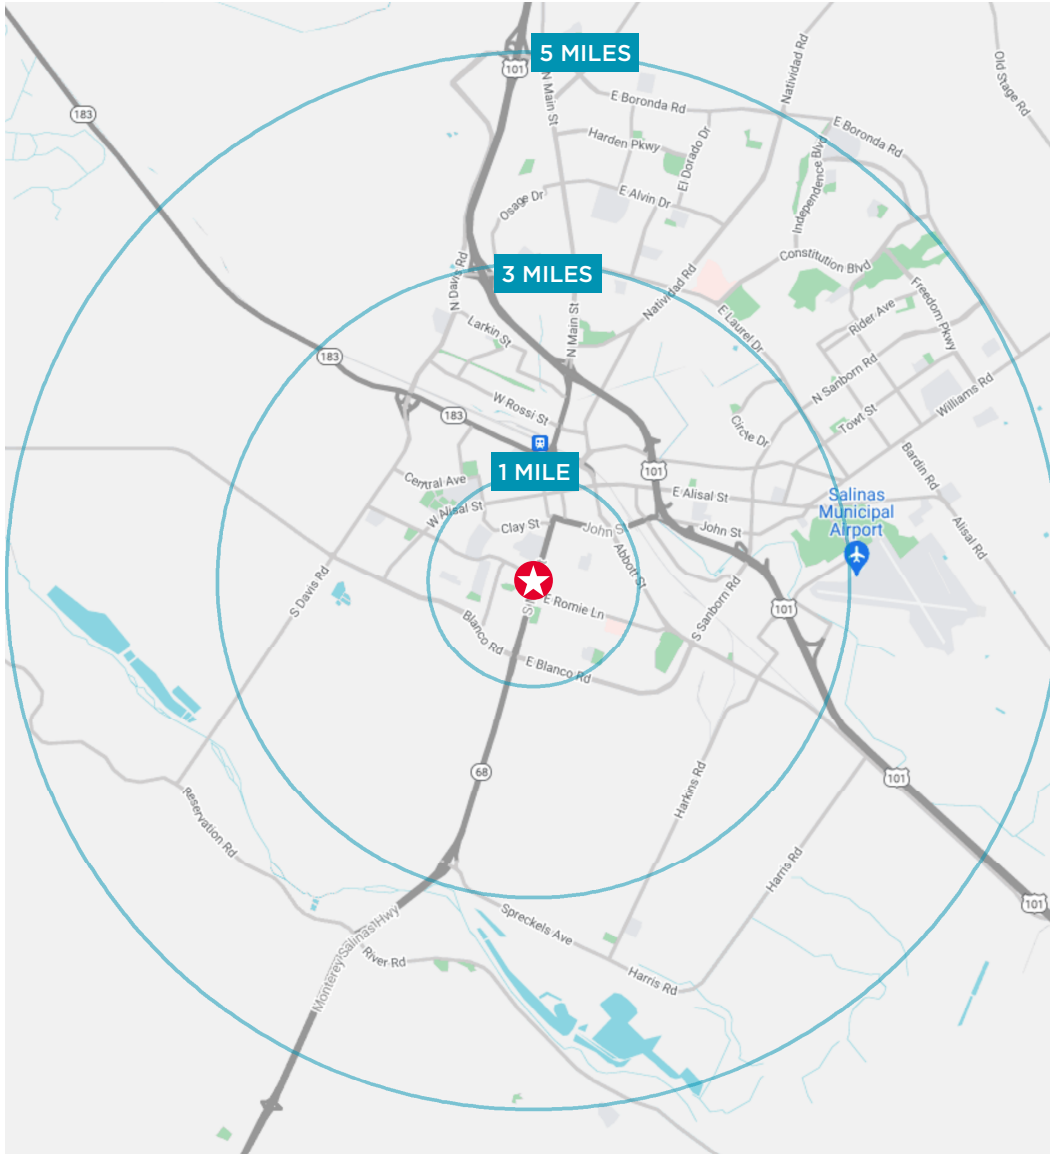 5 MILES
101
183
N Main St
Natividad Rd
Old Stage Rd
E Boronda Rd
E Boronda Rd
Harden Pkwy
El Dorado Dr
Independence Blvd
E Alvin Dr
Osage Dr
N Davis Rd
3 MILES
Constitution Blvd
Natividad Rd
Freedom Pkwy
Larkin St
N Main St
E Laurel Dr
Rider Ave
183
N Sanborn Rd
Williams Rd
W Rossi St
183
Circle Dr
Towt St
1 MILE
101
Bardin Rd
Central Ave
E Alisal St
Salinas
Municipal
Airport
W Alisal St
Clay St
John S
John St
Alisal Rd
Abbott St
S Davis Rd
E Romie Ln
S Sanborn Rd
101
Blanco Rd
E Blanco Rd
68
Harkins Rd
101
Reservation Rd
Harris Rd
101
Spreckels Ave
Monterey Salinas Hwy
River Rd
Harris Rd